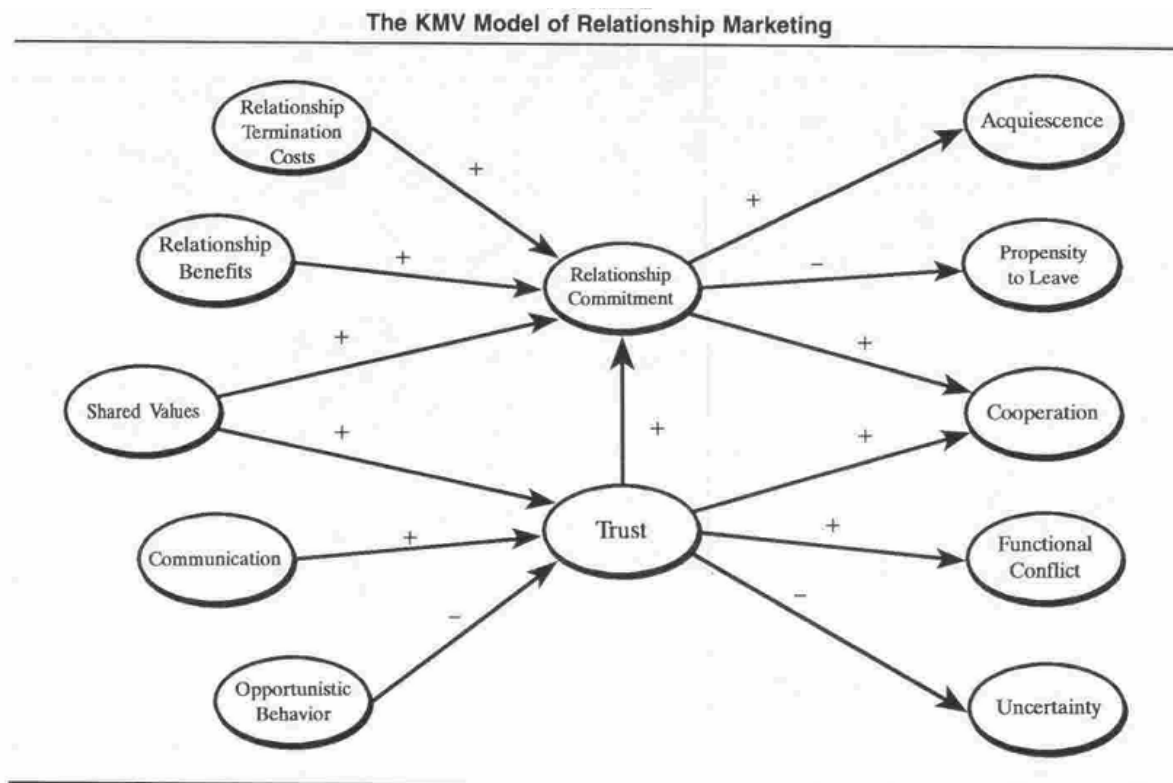 The KMV Model of Relationship Marketing
Relationship
Termination
Costs
Acquiescence
+
+
Relationship
Benefits
+
Relationship
Commitment
–
Propensity
to Leave
+
+
Shared Values
Cooperation
+
+
+
Communication
+
Trust
+
Functional
Conflict
–
–
Opportunistic
Behavior
Uncertainty